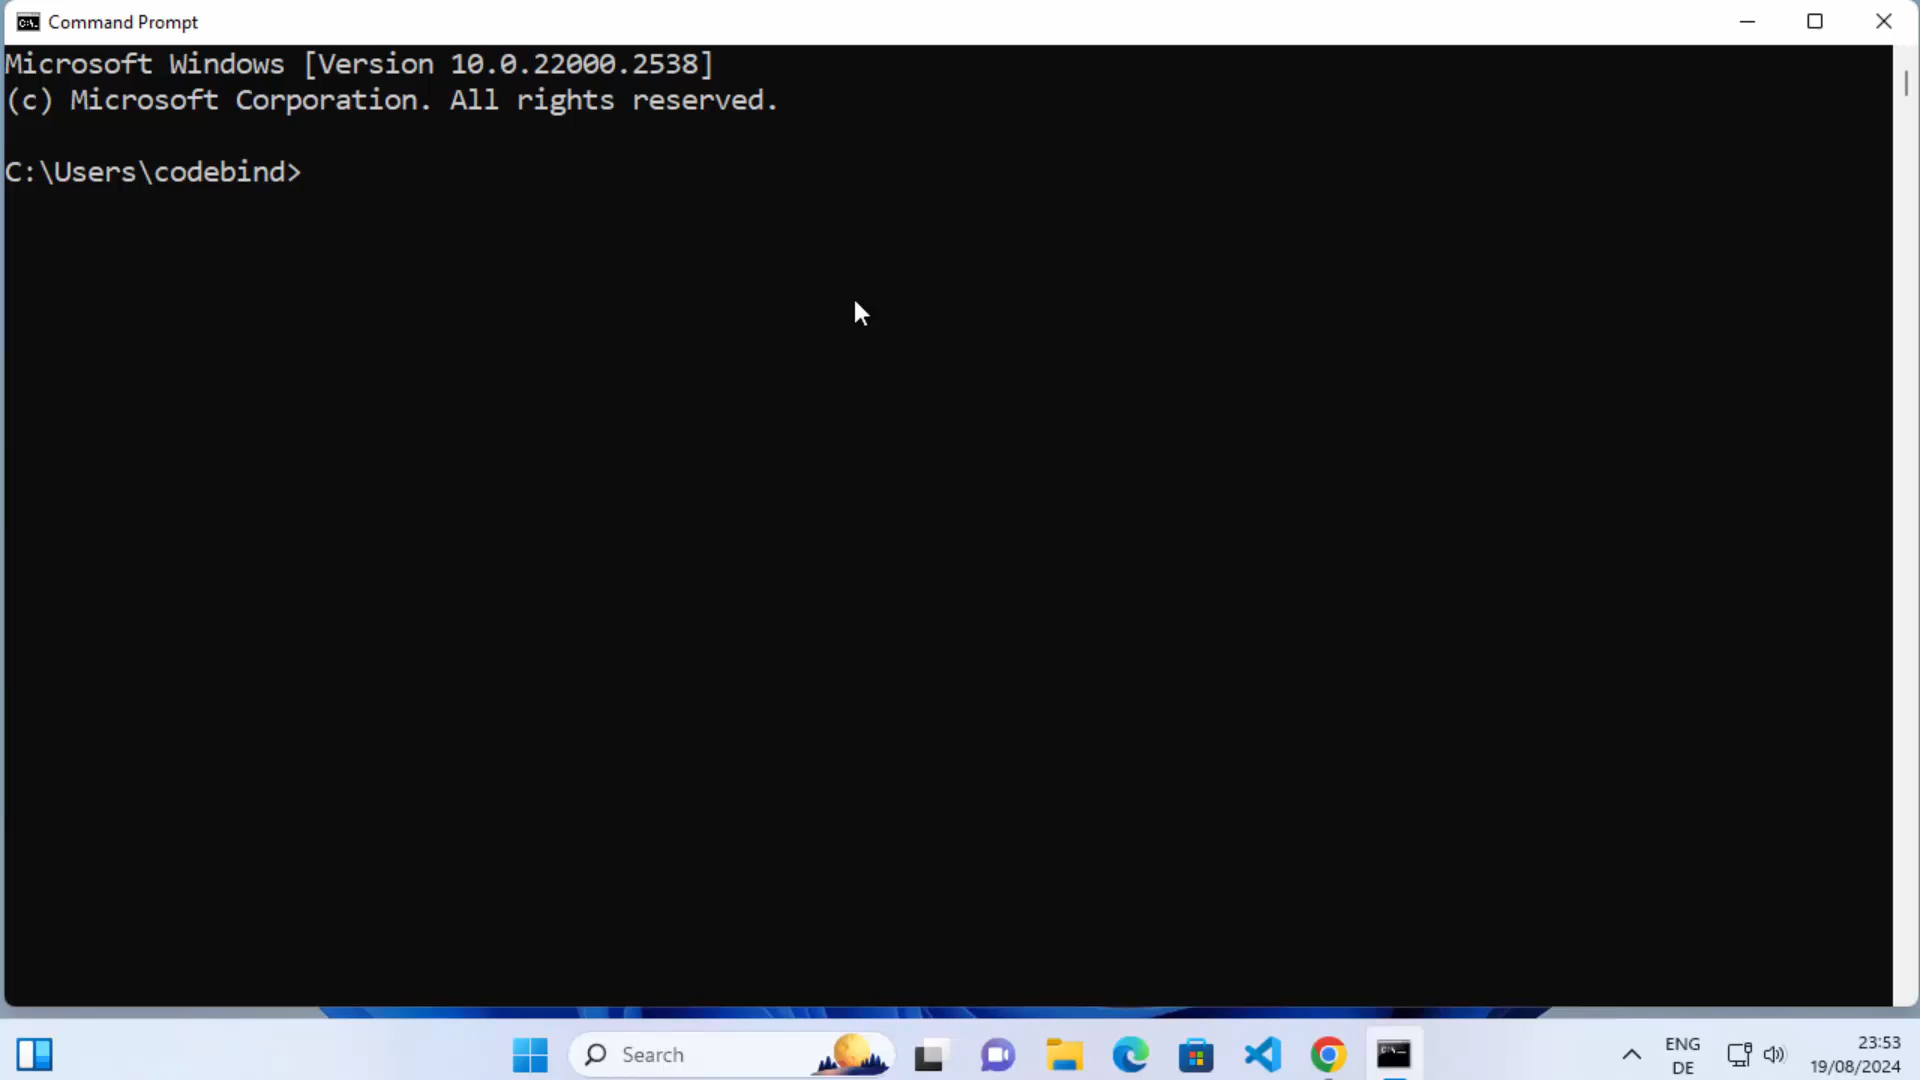 Command Prompt
Microsoft Windows [Version 10.0.22000.2538]
(c) Microsoft Corporation. All rights reserved.
C:\Users\codebind>
Search
ENG
DE
23:53
19/08/2024